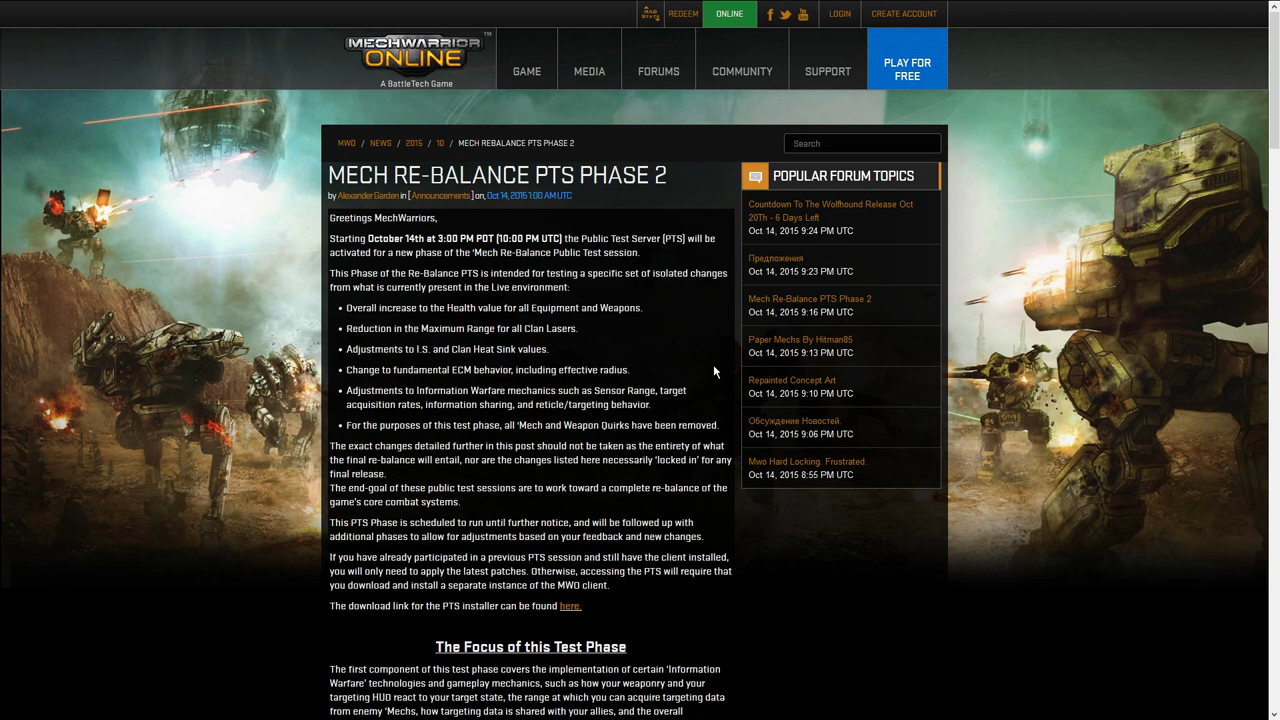 MAD STATS
REDEEM
ONLINE
LOGIN
CREATE ACCOUNT
MECHWARRIOR™
ONLINE
A BattleTech Game
GAME
MEDIA
FORUMS
COMMUNITY
SUPPORT
PLAY FOR
FREE
MWO / NEWS / 2015 / 10 / MECH REBALANCE PTS PHASE 2
Search
MECH RE-BALANCE PTS PHASE 2
by Alexander Garden in [ Announcements ] on, Oct 14, 2015 1:00 AM UTC
Greetings MechWarriors,
Starting October 14th at 3:00 PM PDT (10:00 PM UTC) the Public Test Server (PTS) will be
activated for a new phase of the 'Mech Re-Balance Public Test session.
This Phase of the Re-Balance PTS is intended for testing a specific set of isolated changes
from what is currently present in the Live environment:
• Overall increase to the Health value for all Equipment and Weapons.
• Reduction in the Maximum Range for all Clan Lasers.
• Adjustments to I.S. and Clan Heat Sink values.
• Change to fundamental ECM behavior, including effective radius.
• Adjustments to Information Warfare mechanics such as Sensor Range, target
acquisition rates, information sharing, and reticle/targeting behavior.
• For the purposes of this test phase, all 'Mech and Weapon Quirks have been removed.
The exact changes detailed further in this post should not be taken as the entirety of what
the final re-balance will entail, nor are the changes listed here necessarily 'locked in' for any
final release.
The end-goal of these public test sessions are to work toward a complete re-balance of the
game's core combat systems.
This PTS Phase is scheduled to run until further notice, and will be followed up with
additional phases to allow for adjustments based on your feedback and new changes.
If you have already participated in a previous PTS session and still have the client installed,
you will only need to apply the latest patches. Otherwise, accessing the PTS will require that
you download and install a separate instance of the MWO client.
The download link for the PTS installer can be found here.
The Focus of this Test Phase
The first component of this test phase covers the implementation of certain 'Information
Warfare' technologies and gameplay mechanics, such as how your weaponry and your
targeting HUD react to your target state, the range at which you can acquire targeting data
from enemy 'Mechs, how targeting data is shared with your allies, and the overall
POPULAR FORUM TOPICS
Countdown To The Wolfhound Release Oct
20Th - 6 Days Left
Oct 14, 2015 9:24 PM UTC
Предложения
Oct 14, 2015 9:23 PM UTC
Mech Re-Balance PTS Phase 2
Oct 14, 2015 9:16 PM UTC
Paper Mechs By Hitman85
Oct 14, 2015 9:13 PM UTC
Repainted Concept Art
Oct 14, 2015 9:10 PM UTC
Обсуждение Новостей.
Oct 14, 2015 9:06 PM UTC
Mwo Hard Locking. Frustrated.
Oct 14, 2015 8:55 PM UTC